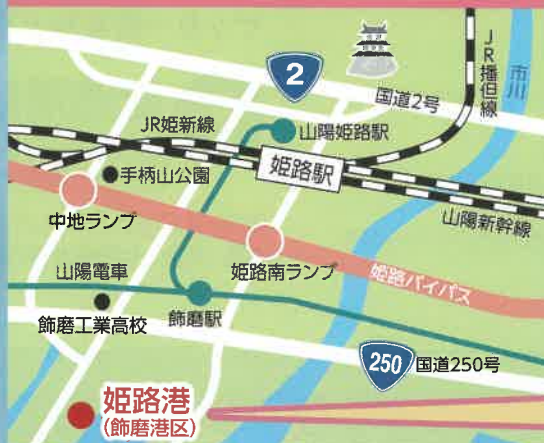 2
国道2号
JR播但線
市川
JR姫新線
山陽姫路駅
姫路駅
手柄山公園
山陽新幹線
中地ランプ
姫路南ランプ
姫路バイパス
山陽電車
飾磨駅
飾磨工業高校
250
国道250号
姫路港
(飾磨港区)